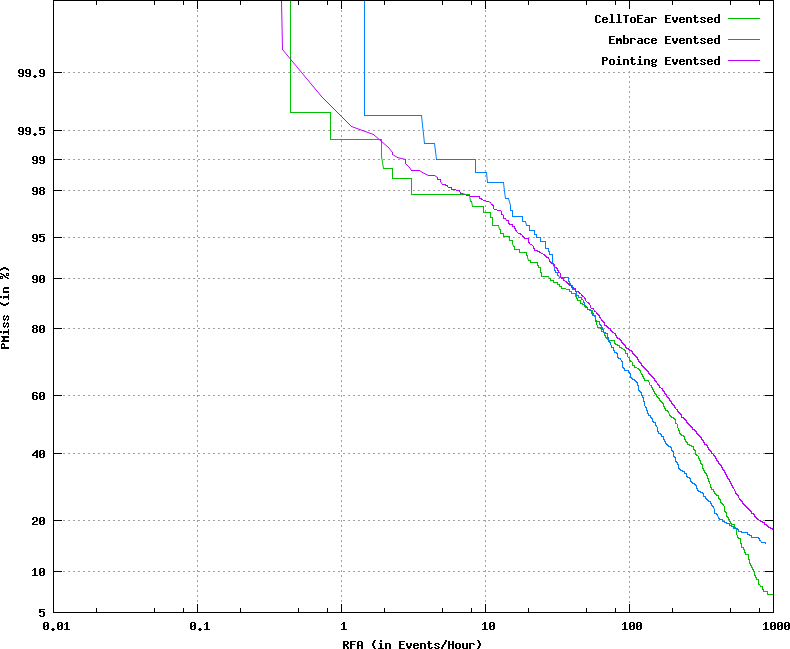 CellToEar Eventsed
Embrace Eventsed
Pointing Eventsed
99.9
99.5
99
98
95
90
80
60
40
20
10
5
PMiss (in %)
0.01 0.1 1 10 100 1000
RFA (in Events/Hour)